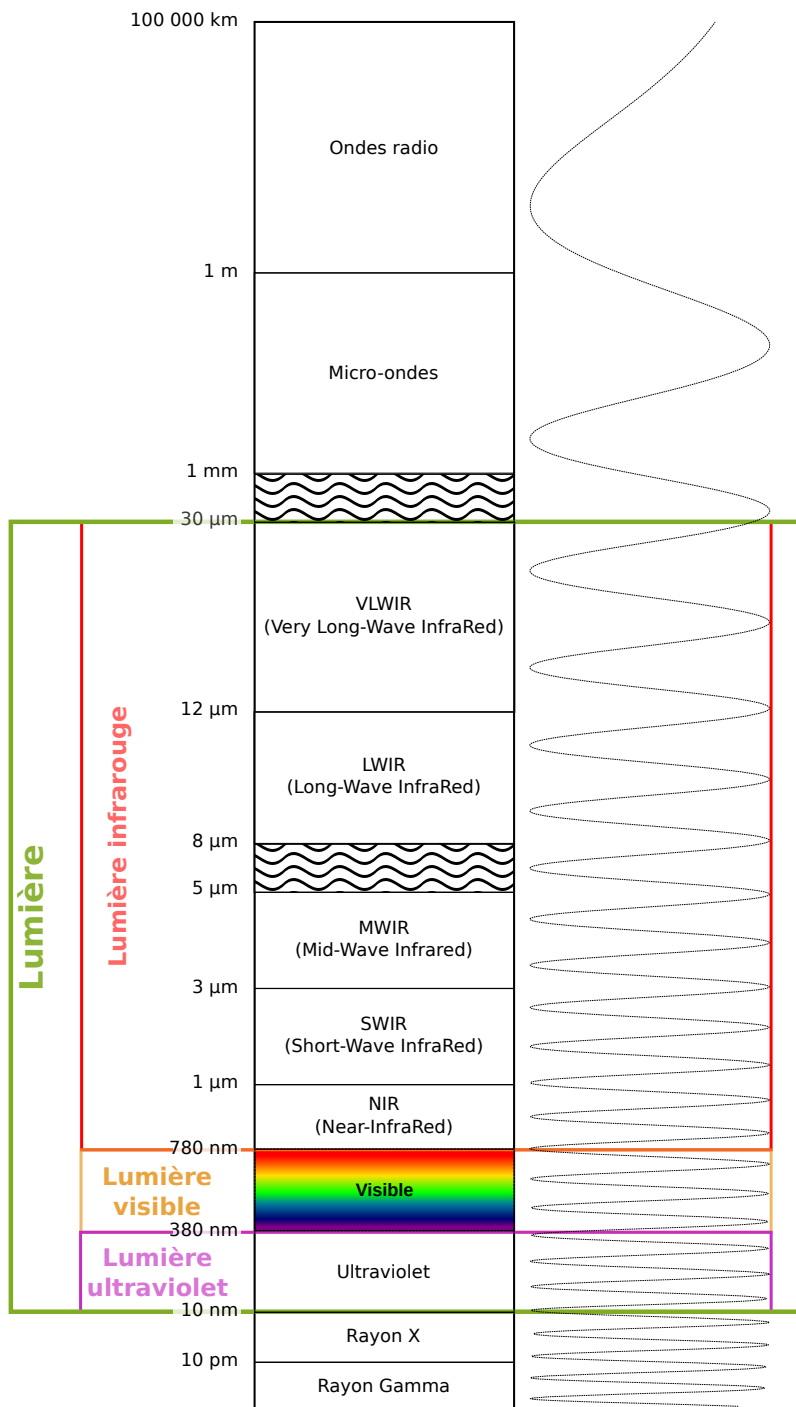 100 000 km
Ondes radio
1 m
Micro-ondes
1 mm
30 µm
VLWIR
(Very Long-Wave InfraRed)
12 µm
LWIR
(Long-Wave InfraRed)
8 µm
5 µm
MWIR
(Mid-Wave Infrared)
3 µm
SWIR
(Short-Wave InfraRed)
1 µm
NIR
(Near-InfraRed)
780 nm
Lumière infrarouge
Lumière
Lumière
visible
Visible
380 nm
Lumière
ultraviolet
Ultraviolet
10 nm
Rayon X
10 pm
Rayon Gamma